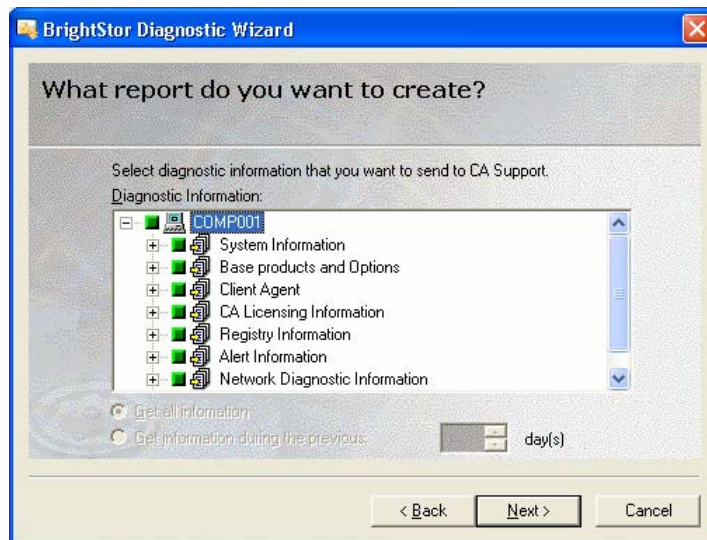 BrightStor Diagnostic Wizard
What report do you want to create?
Select diagnostic information that you want to send to CA Support.
Diagnostic Information:
COMP001
System Information
Base products and Options
Client Agent
CA Licensing Information
Registry Information
Alert Information
Network Diagnostic Information
Get all infomation
Get information during the previous: day(s)
< Back Next > Cancel